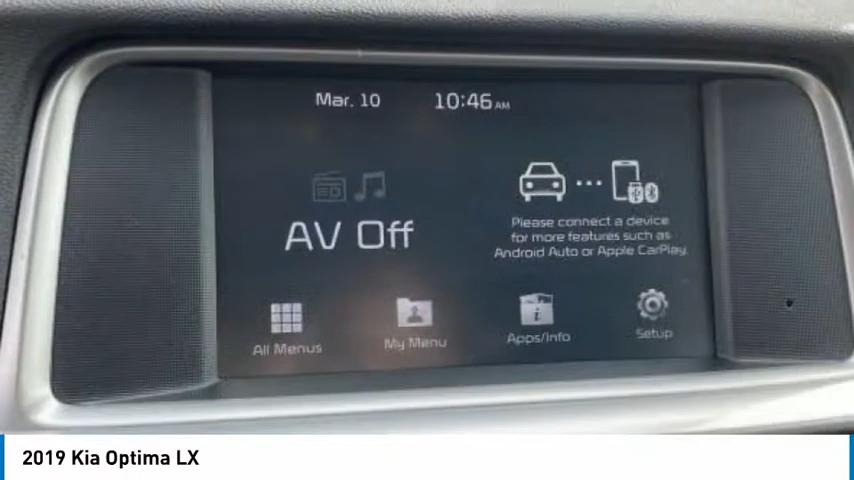 Mar. 10 10:46 AM
AV Off
Please connect a device
for more features such as
Android Auto or Apple CarPlay.
All Menus My Menu Apps/Info Setup
2019 Kia Optima LX